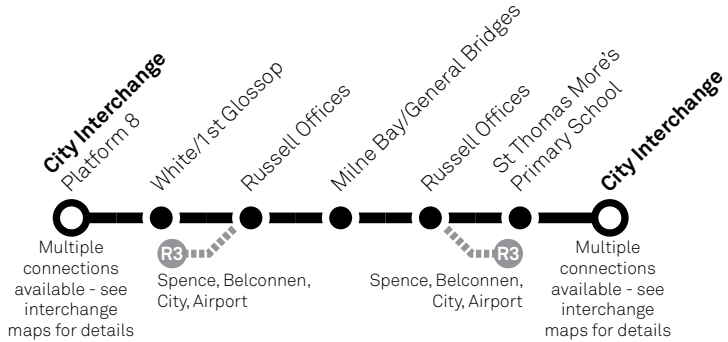 City Interchange
Platform 8
White/1st Glossop
Russell Offices
Milne Bay/General Bridges
Russell Offices
St Thomas More's
Primary School
City Interchange
Multiple
connections
available - see
interchange
maps for details
R3
Spence, Belconnen,
City, Airport
R3
Spence, Belconnen,
City, Airport
Multiple
connections
available - see
interchange
maps for details